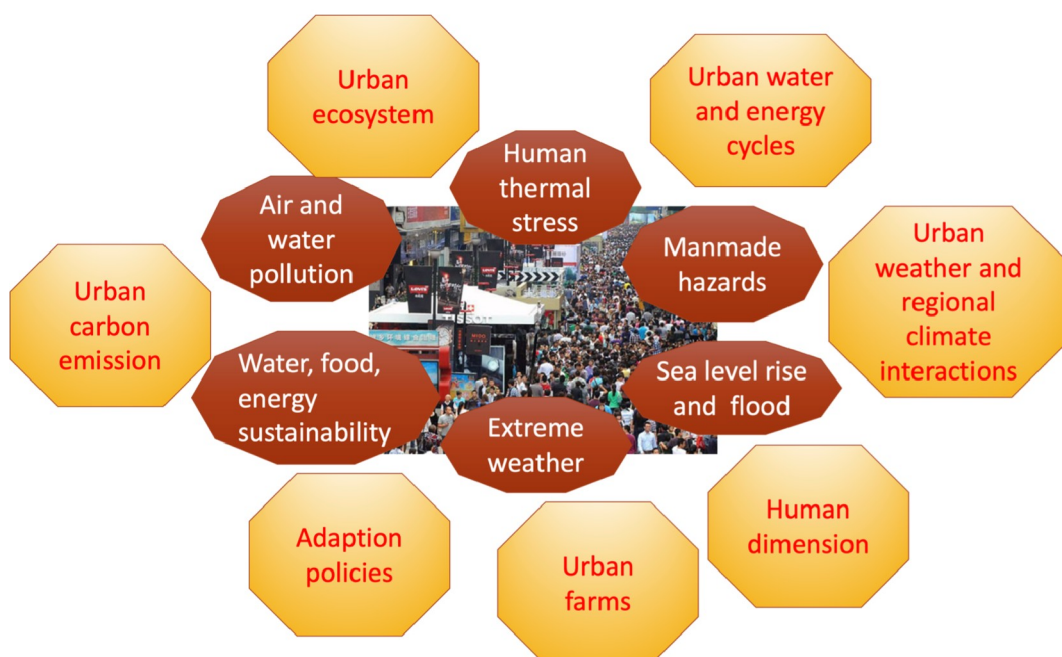 Urban
ecosystem
Urban water
and energy
cycles
Human
thermal
stress
Air and
water
pollution
Manmade
hazards
Urban
weather and
regional
climate
interactions
Urban
carbon
emission
Water, food,
energy
sustainability
Sea level rise
and flood
Extreme
weather
Adaption
policies
Urban
farms
Human
dimension
LEVI'S
TISSOT